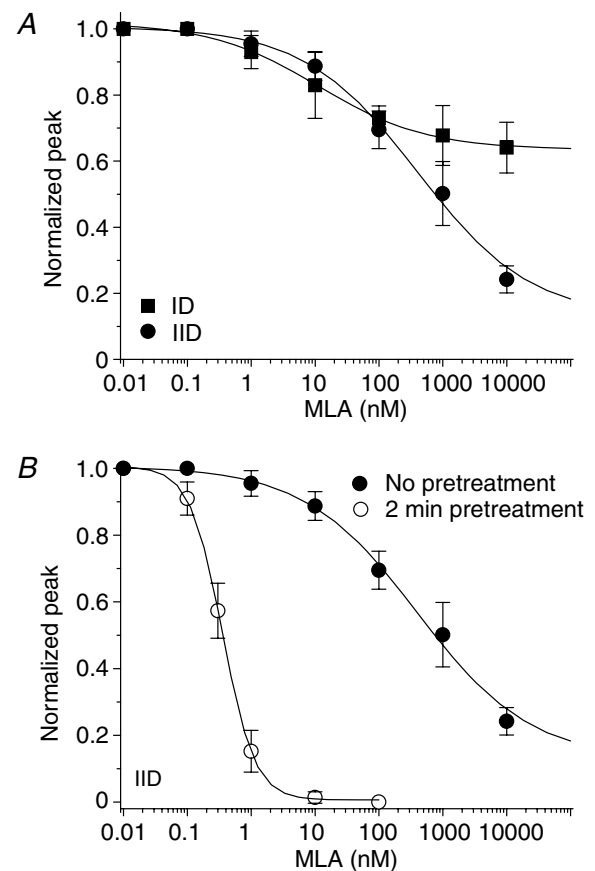 A
Normalized peak
1.0
0.8
0.6
0.4
0.2
0
ID
IID
0.01 0.1 1 10 100 1000 10000
MLA (nM)
B
Normalized peak
1.0
0.8
0.6
0.4
0.2
0
No pretreatment
2 min pretreatment
IID
0.01 0.1 1 10 100 1000 10000
MLA (nM)